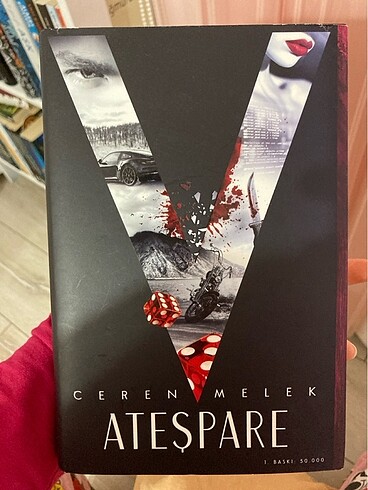 CEREN MELEK
ATEŞPARE
1. BASKI: 50.000